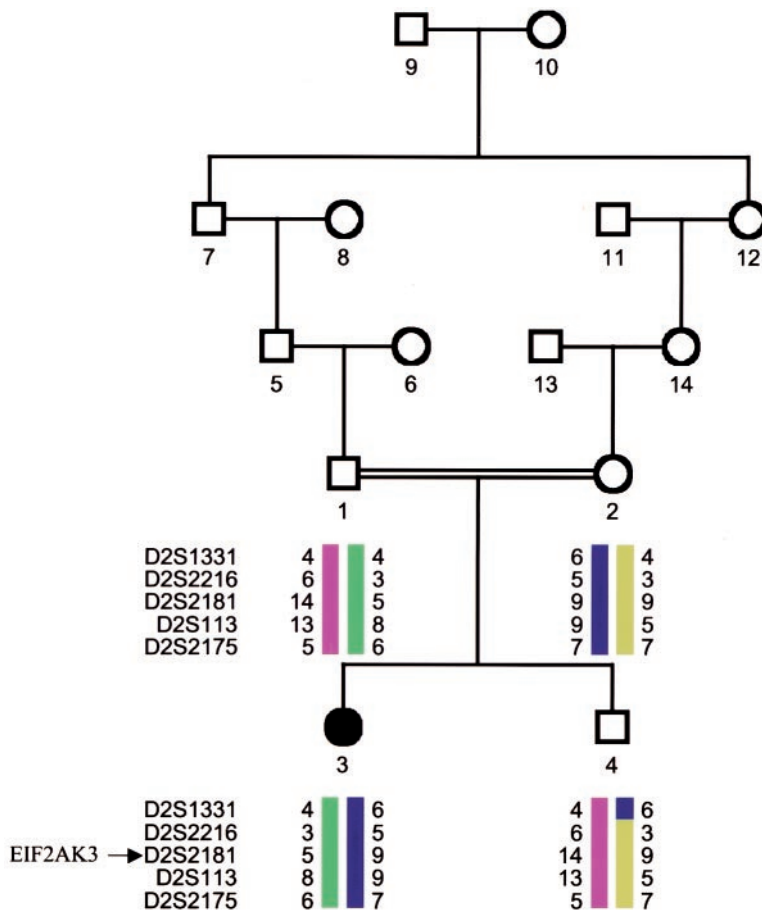 9 10
7 8 11 12
5 6 13 14
1 2
D2S1331 4 4 6 4
D2S2216 6 3 5 3
D2S2181 14 5 9 9
D2S113 13 8 9 5
D2S2175 5 6 7 7
3 4
D2S1331 4 6 4 6
D2S2216 3 5 6 3
EIF2AK3 D2S2181 5 9 14 9
D2S113 8 9 13 5
D2S2175 6 7 5 7